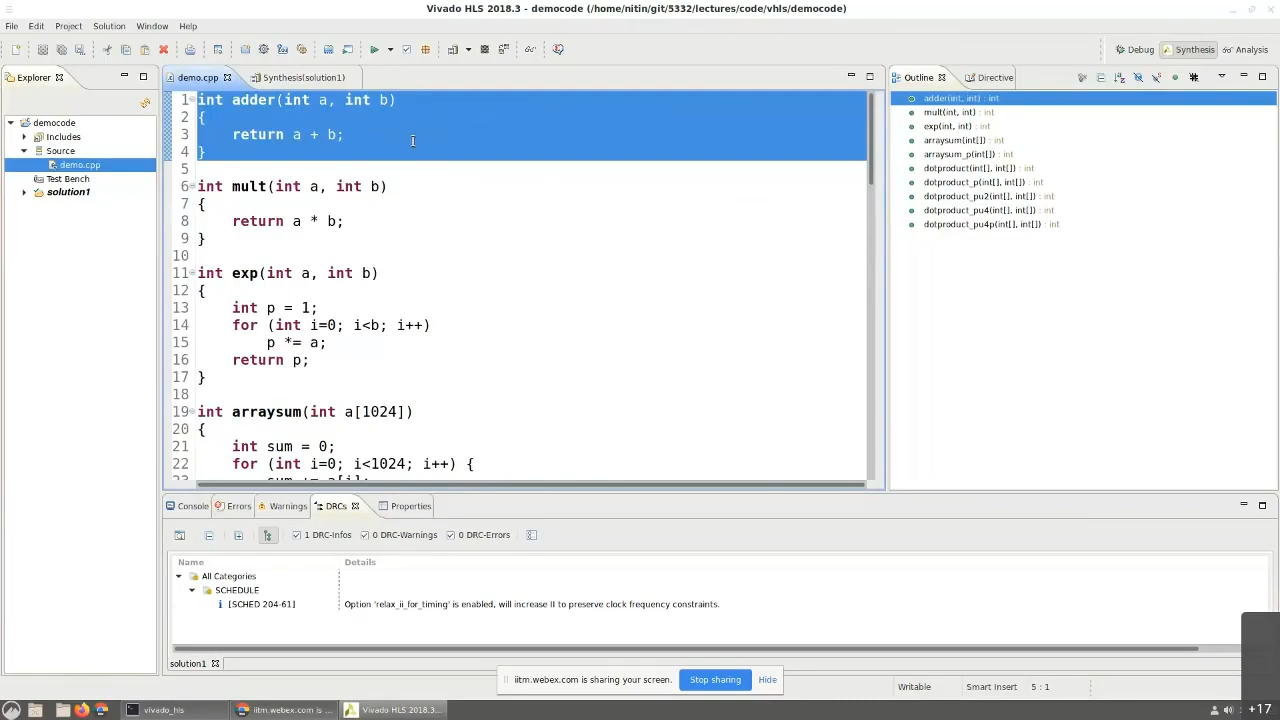 Vivado HLS 2018.3 - democode (/home/nitin/git/5332/lectures/code/vhls/democode)
File Edit Project Solution Window Help
Debug Synthesis Analysis
Explorer
democode
Includes
Source
demo.cpp
Test Bench
solution1
demo.cpp Synthesis(solution1)
1 int adder(int a, int b)
2 {
3 return a + b;
4 }
5
6 int mult(int a, int b)
7 {
8 return a * b;
9 }
10
11 int exp(int a, int b)
12 {
13 int p = 1;
14 for (int i=0; i<b; i++)
15 p *= a;
16 return p;
17 }
18
19 int arraysum(int a[1024])
20 {
21 int sum = 0;
22 for (int i=0; i<1024; i++) {
23 sum += a[i];
Outline Directive
adder(int, int) : int
mult(int, int) : int
exp(int, int) : int
arraysum(int[]) : int
arraysum_p(int[]) : int
dotproduct(int[], int[]) : int
dotproduct_p(int[], int[]) : int
dotproduct_pu2(int[], int[]) : int
dotproduct_pu4(int[], int[]) : int
dotproduct_pu4p(int[], int[]) : int
Console Errors Warnings DRCs Properties
1 DRC-Infos 0 DRC-Warnings 0 DRC-Errors
Name Details
All Categories
SCHEDULE
[SCHED 204-61] Option 'relax_ii_for_timing' is enabled, will increase II to preserve clock frequency constraints.
solution1
iitm.webex.com is sharing your screen. Stop sharing Hide
Writable Smart Insert 5 : 1
vivado_hls iitm.webex.com is ... Vivado HLS 2018.3... +17